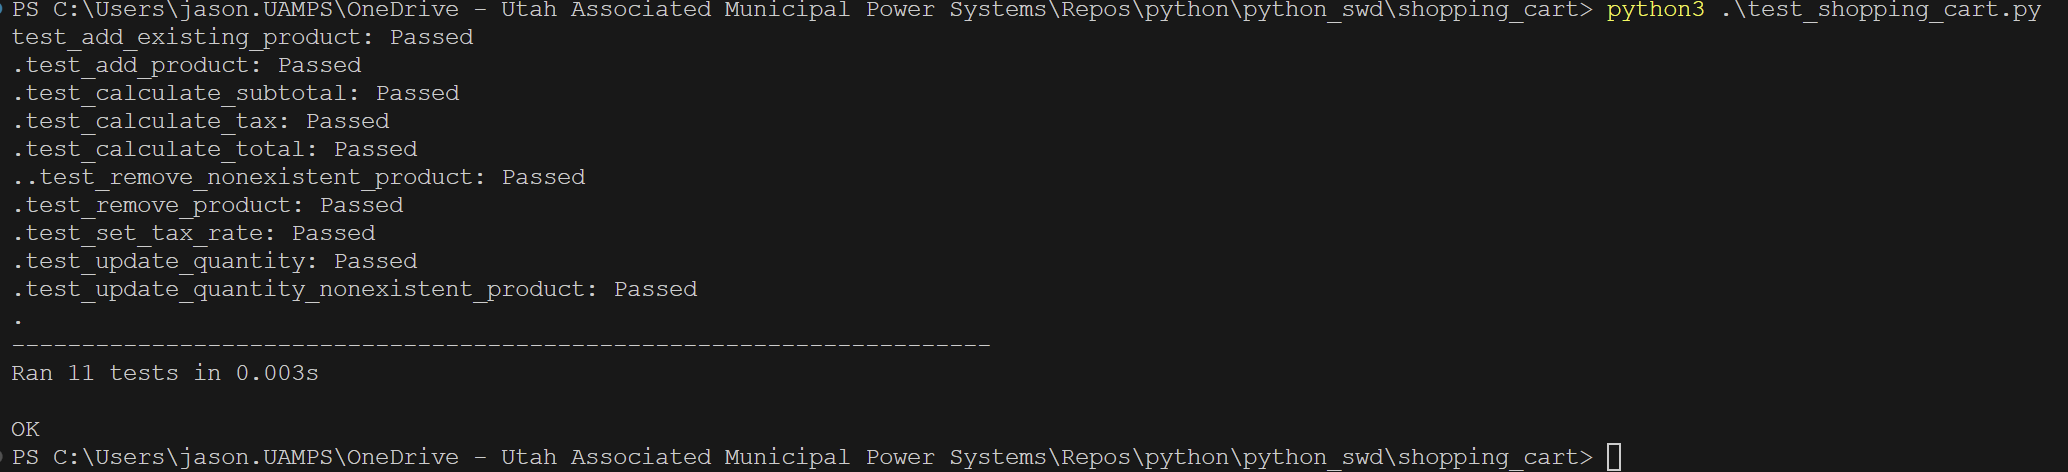 PS C:\Users\jason.UAMPS\OneDrive - Utah Associated Municipal Power Systems\Repos\python\python_swd\shopping_cart> python3 .\test_shopping_cart.py
test_add_existing_product: Passed
.test_add_product: Passed
.test_calculate_subtotal: Passed
.test_calculate_tax: Passed
.test_calculate_total: Passed
..test_remove_nonexistent_product: Passed
.test_remove_product: Passed
.test_set_tax_rate: Passed
.test_update_quantity: Passed
.test_update_quantity_nonexistent_product: Passed
.
----------------------------------------------------------------------
Ran 11 tests in 0.003s
OK
PS C:\Users\jason.UAMPS\OneDrive - Utah Associated Municipal Power Systems\Repos\python\python_swd\shopping_cart>